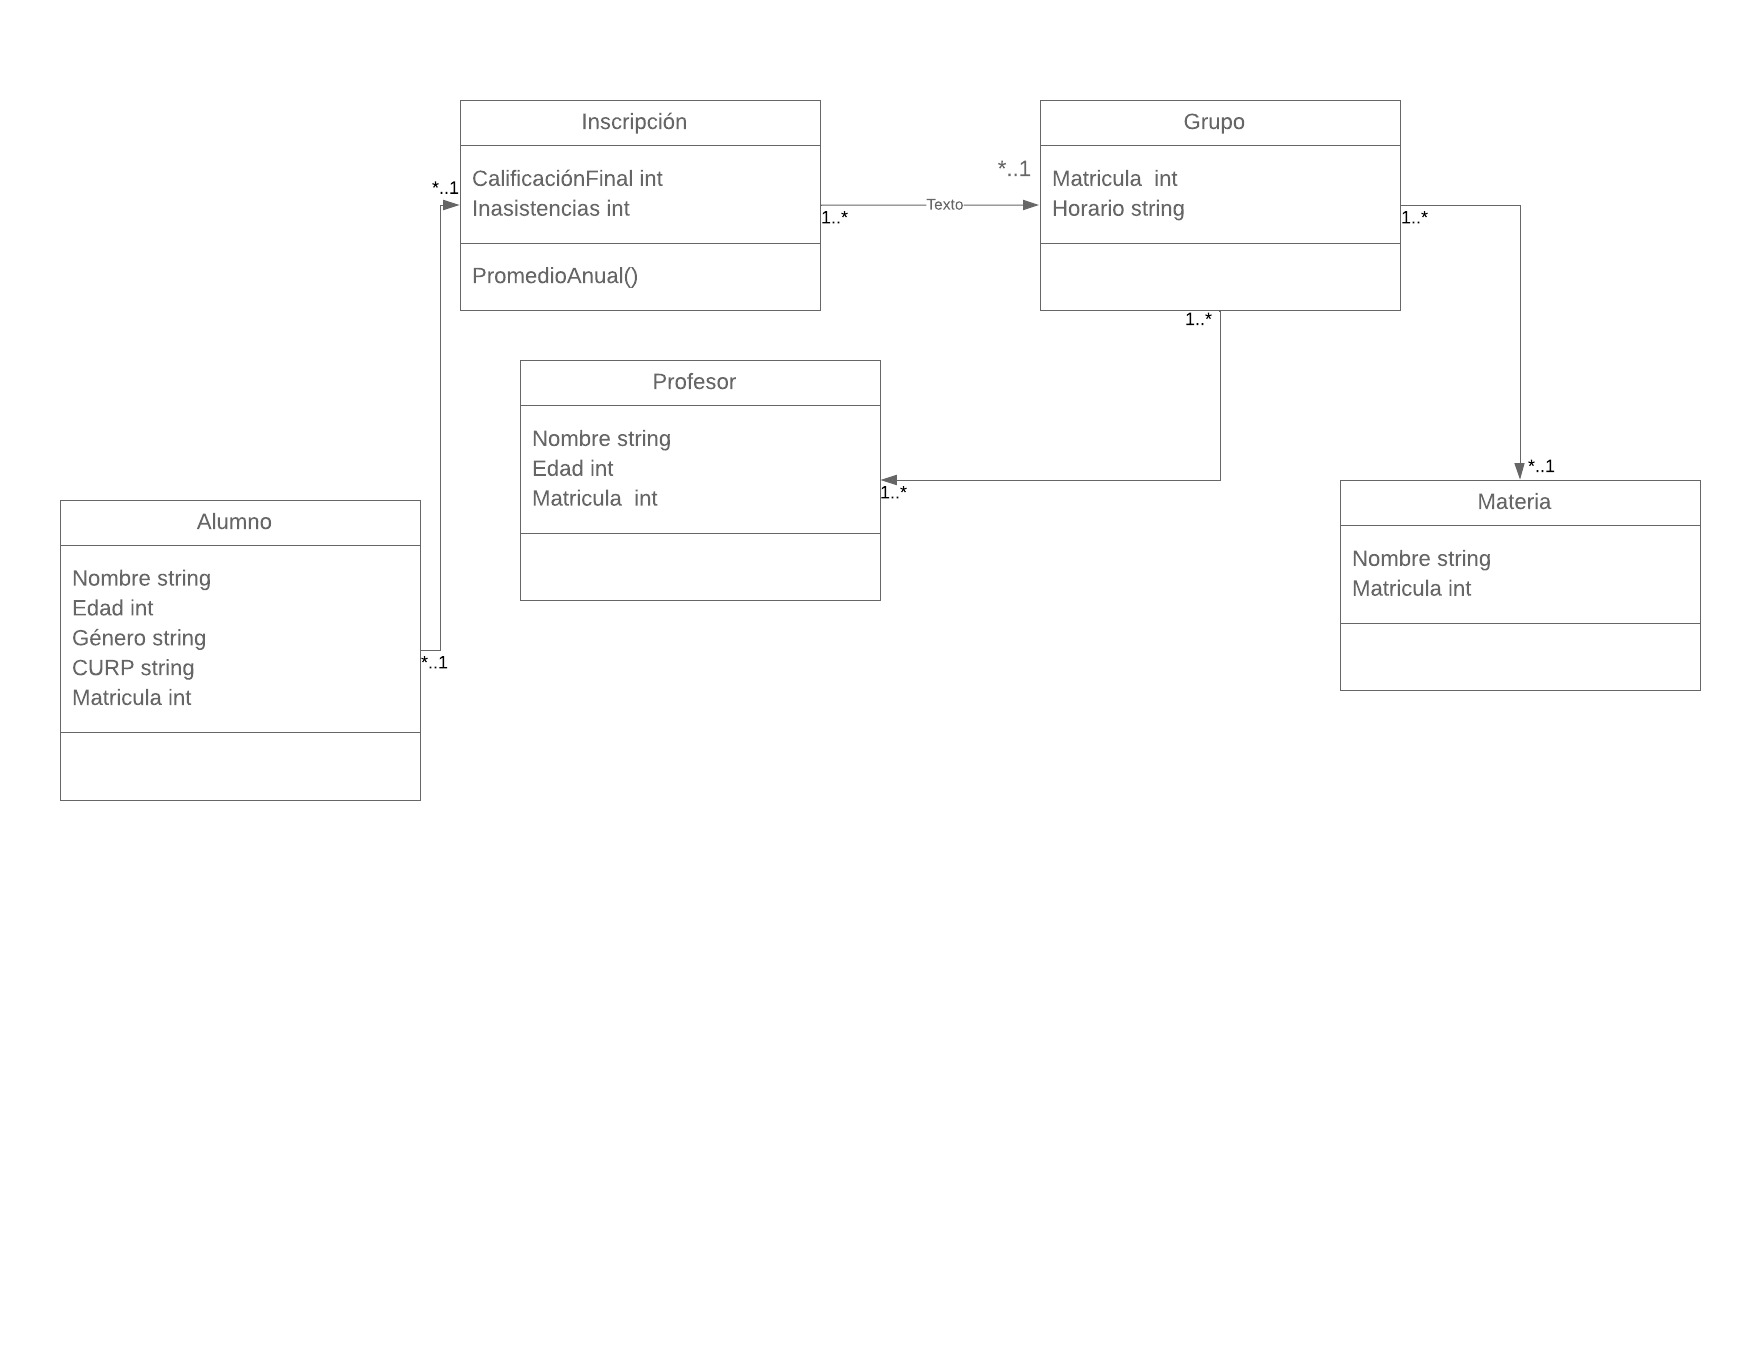 Inscripción
CalificaciónFinal int
Inasistencias int
PromedioAnual()
*..1
1..*
Texto
*..1
Grupo
Matricula  int
Horario string
1..*
1..*
Profesor
Nombre string
Edad int
Matricula  int
1..*
*..1
Materia
Nombre string
Matricula int
Alumno
Nombre string
Edad int
Género string
CURP string
Matricula int
*..1